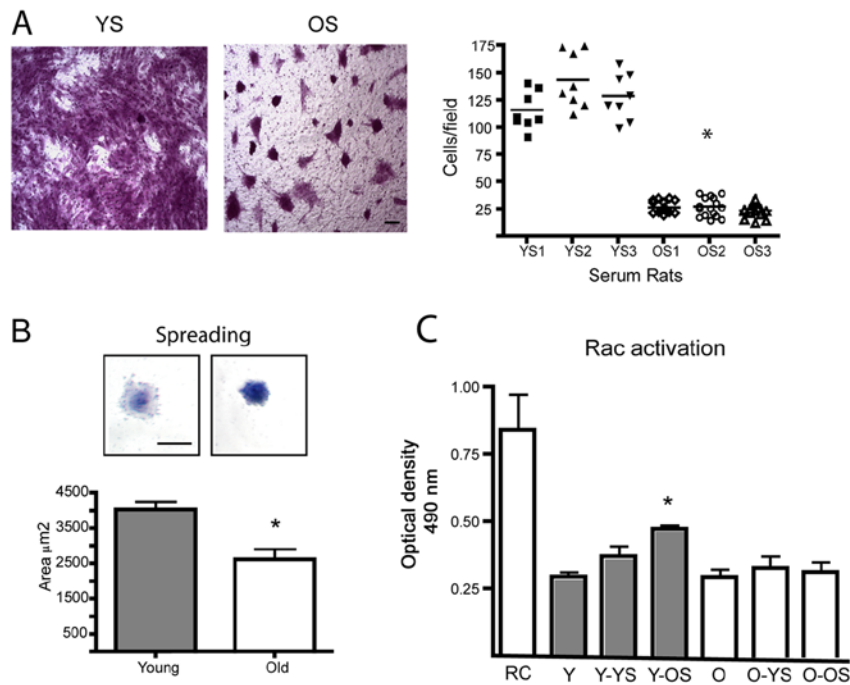 A
YS
OS
Cells/field
175
150
125
100
75
50
25
*
YS1 YS2 YS3 OS1 OS2 OS3
Serum Rats
B
Spreading
Area µm2
4500
3500
2500
1500
500
*
Young Old
C
Rac activation
Optical density
490 nm
1.00
0.75
0.50
0.25
*
RC Y Y-YS Y-OS O O-YS O-OS